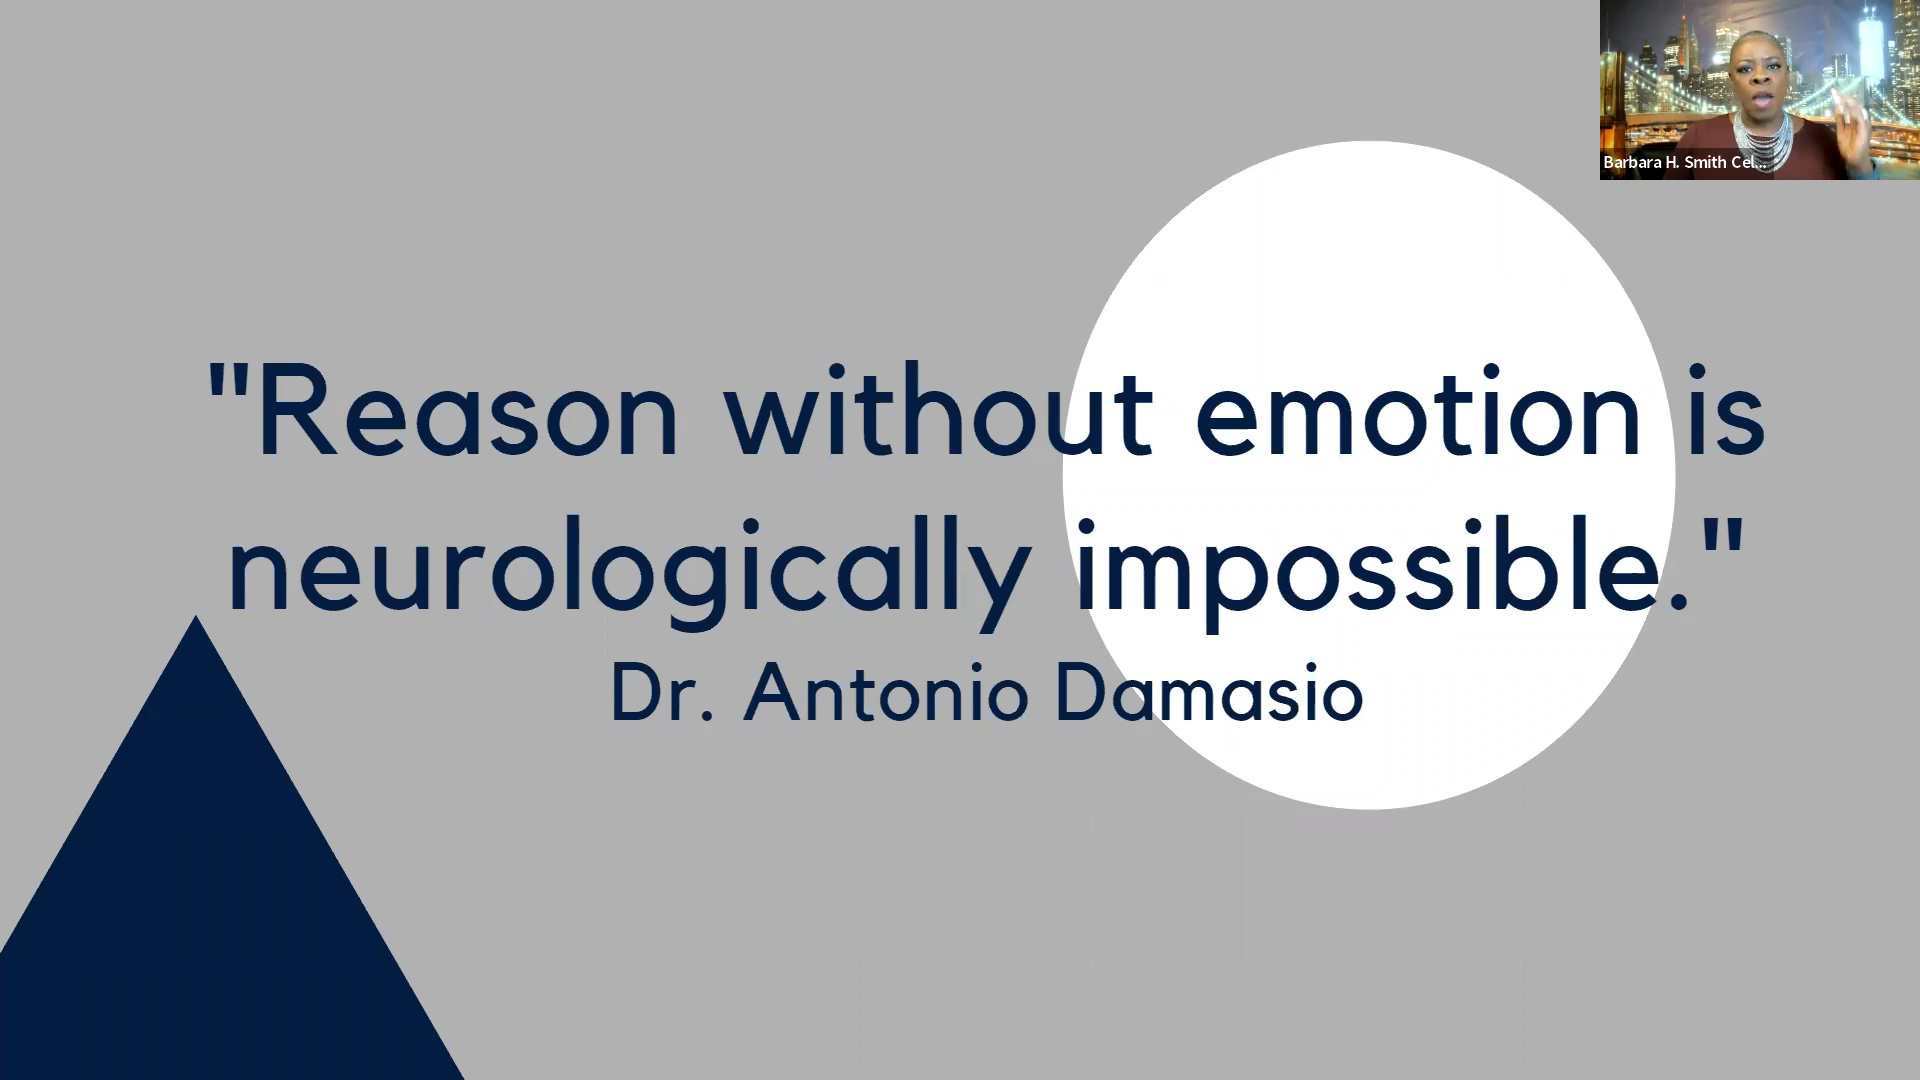 Barbara H. Smith Cel...
"Reason without emotion is
neurologically impossible."
Dr. Antonio Damasio